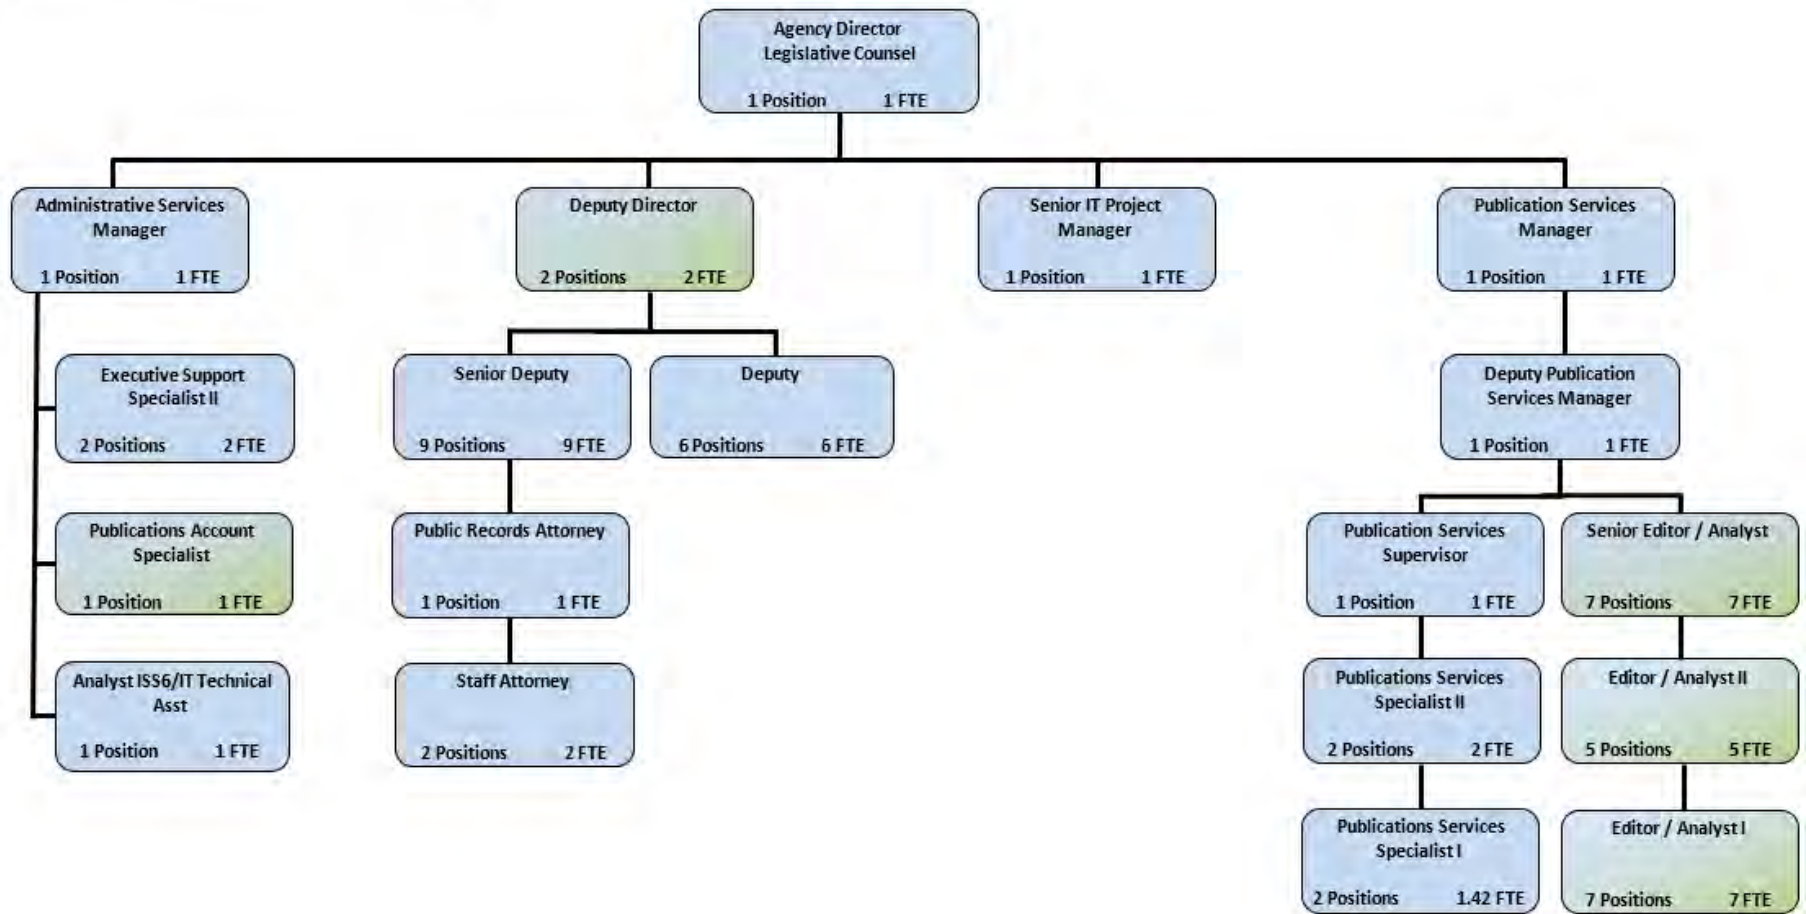 Agency Director
Legislative Counsel
1 Position 1 FTE
Administrative Services
Manager
1 Position 1 FTE
Deputy Director
2 Positions 2 FTE
Senior IT Project
Manager
1 Position 1 FTE
Publication Services
Manager
1 Position 1 FTE
Executive Support
Specialist II
2 Positions 2 FTE
Publications Account
Specialist
1 Position 1 FTE
Analyst ISS6/IT Technical
Asst
1 Position 1 FTE
Senior Deputy
9 Positions 9 FTE
Deputy
6 Positions 6 FTE
Public Records Attorney
1 Position 1 FTE
Staff Attorney
2 Positions 2 FTE
Deputy Publication
Services Manager
1 Position 1 FTE
Publication Services
Supervisor
1 Position 1 FTE
Publications Services
Specialist II
2 Positions 2 FTE
Publications Services
Specialist I
2 Positions 1.42 FTE
Senior Editor / Analyst
7 Positions 7 FTE
Editor / Analyst II
5 Positions 5 FTE
Editor / Analyst I
7 Positions 7 FTE